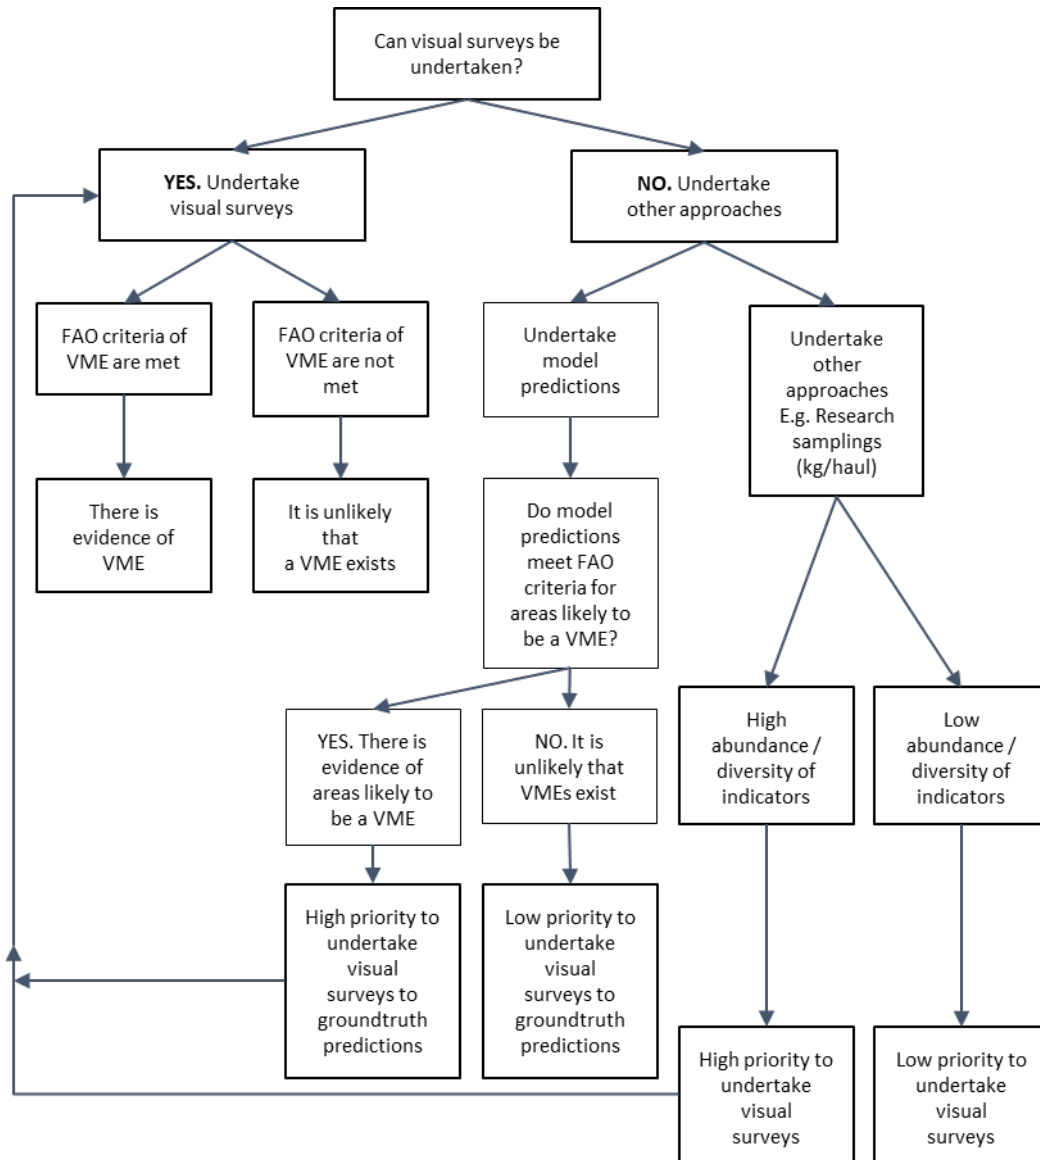 Can visual surveys be
undertaken?
YES. Undertake
visual surveys
NO. Undertake
other approaches
FAO criteria of
VME are met
FAO criteria of
VME are not
met
Undertake
model
predictions
Undertake
other
approaches
E.g. Research
samplings
(kg/haul)
There is
evidence of
VME
It is unlikely
that
a VME exists
Do model
predictions
meet FAO
criteria for
areas likely to
be a VME?
YES. There is
evidence of
areas likely to
be a VME
NO. It is
unlikely that
VMEs exist
High
abundance /
diversity of
indicators
Low
abundance /
diversity of
indicators
High priority to
undertake
visual
surveys to
groundtruth
predictions
Low priority to
undertake
visual
surveys to
groundtruth
predictions
High priority to
undertake
visual
surveys
Low priority to
undertake
visual
surveys